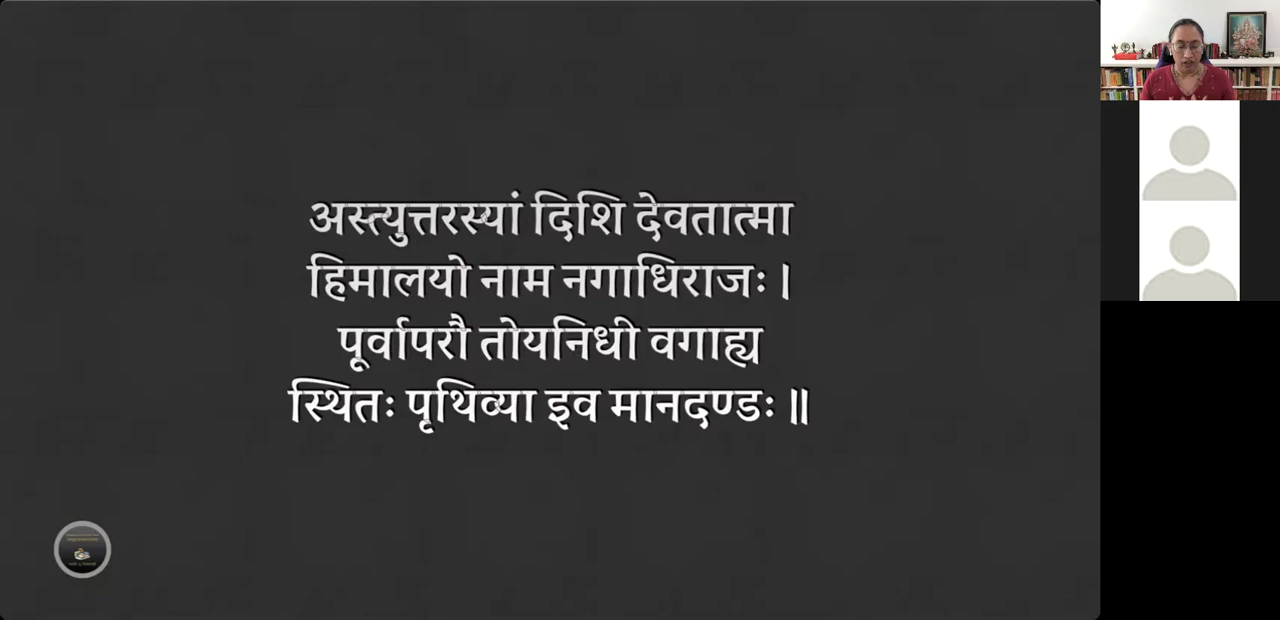 अस्त्युत्तरस्यां दिशि देवतात्मा
हिमालयो नाम नगाधिराजः ।
पूर्वापरौ तोयनिधी वगाह्य
स्थितः पृथिव्या इव मानदण्डः ॥